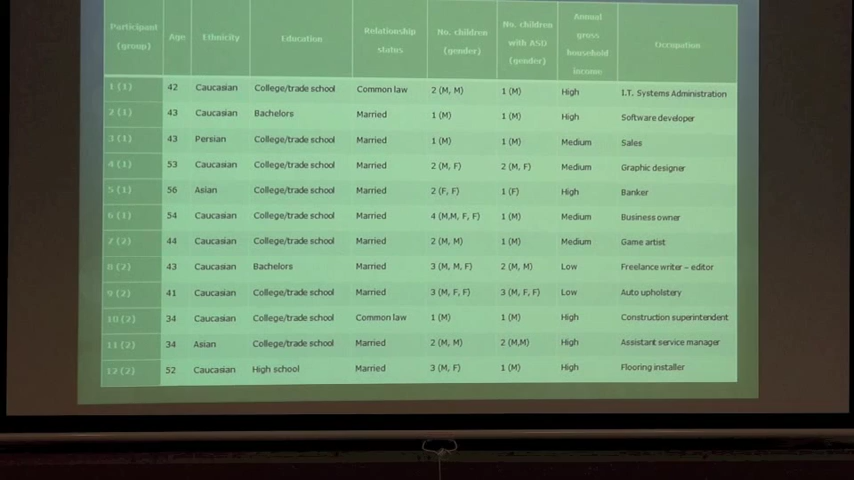 Participant (group) Age Ethnicity Education Relationship status No. children (gender) No. children with ASD (gender) Annual gross household income Occupation
1 (1) 42 Caucasian College/trade school Common law 2 (M, M) 1 (M) High I.T. Systems Administration
2 (1) 43 Caucasian Bachelors Married 1 (M) 1 (M) High Software developer
3 (1) 43 Persian College/trade school Married 1 (M) 1 (M) Medium Sales
4 (1) 53 Caucasian College/trade school Married 2 (M, F) 2 (M, F) Medium Graphic designer
5 (1) 56 Asian College/trade school Married 2 (F, F) 1 (F) High Banker
6 (1) 54 Caucasian College/trade school Married 4 (M,M, F, F) 1 (M) Medium Business owner
7 (2) 44 Caucasian College/trade school Married 2 (M, M) 1 (M) Medium Game artist
8 (2) 43 Caucasian Bachelors Married 3 (M, M, F) 2 (M, M) Low Freelance writer – editor
9 (2) 41 Caucasian College/trade school Married 3 (M, F, F) 3 (M, F, F) Low Auto upholstery
10 (2) 34 Caucasian College/trade school Common law 1 (M) 1 (M) High Construction superintendent
11 (2) 34 Asian College/trade school Married 2 (M, M) 2 (M,M) High Assistant service manager
12 (2) 52 Caucasian High school Married 3 (M, F) 1 (M) High Flooring installer